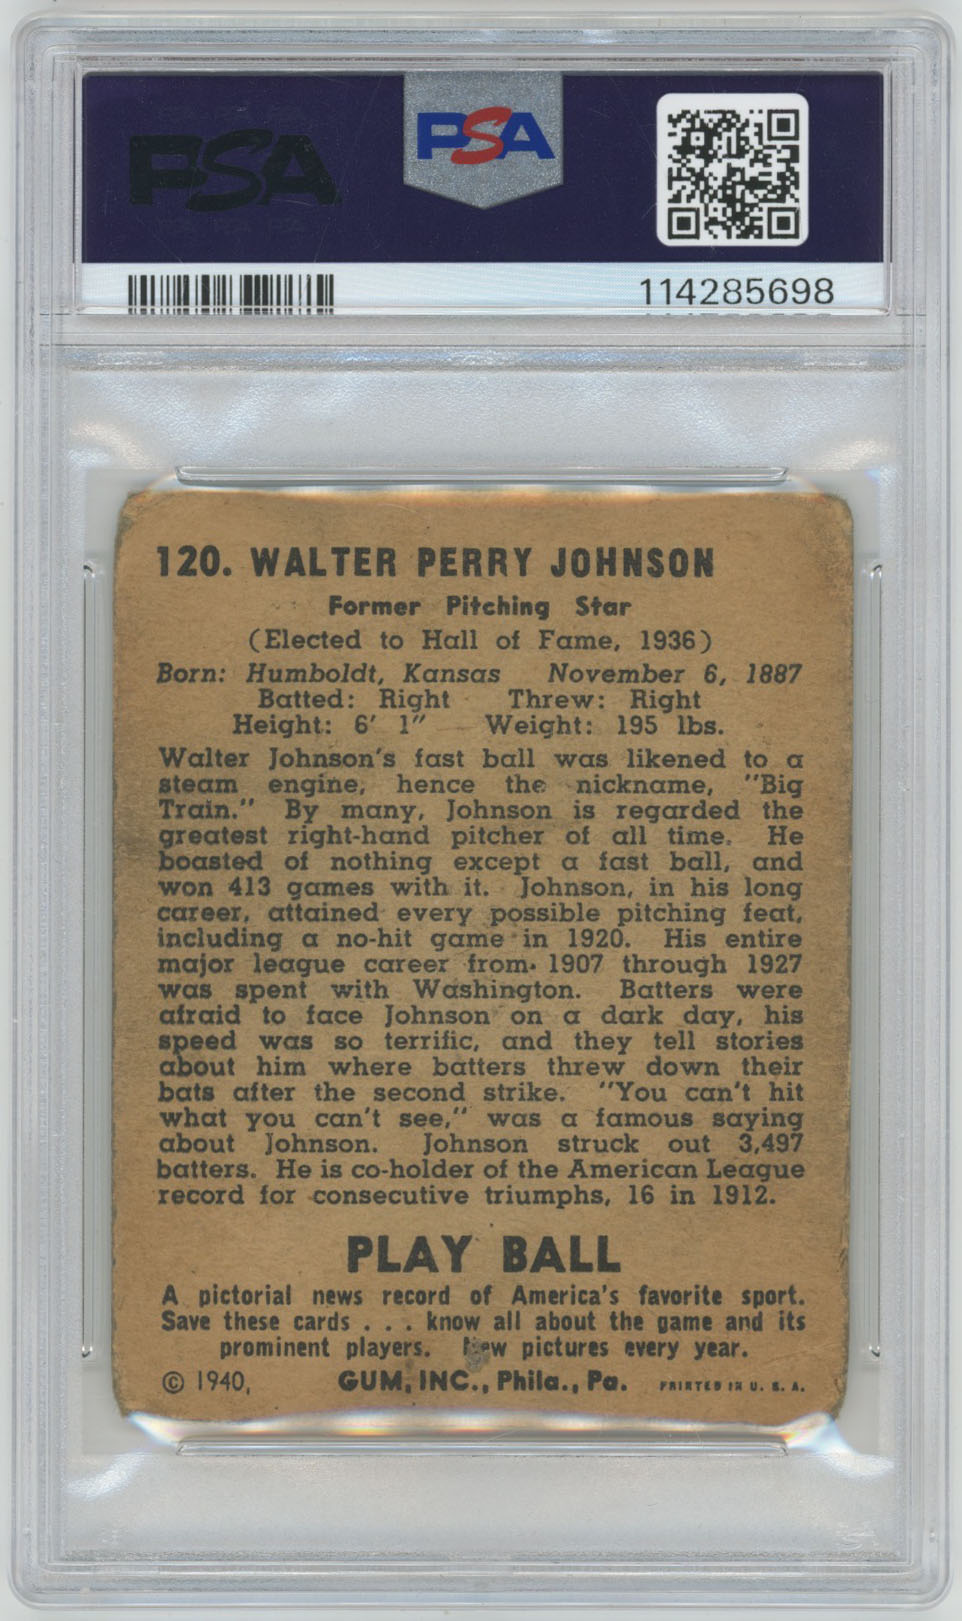 PSA
PSA
114285698
120. WALTER PERRY JOHNSON
Former Pitching Star
(Elected to Hall of Fame, 1936)
Born: Humboldt, Kansas November 6, 1887
Batted: Right Threw: Right
Height: 6' 1" Weight: 195 lbs.
Walter Johnson's fast ball was likened to a
steam engine, hence the nickname, "Big
Train." By many, Johnson is regarded the
greatest right-hand pitcher of all time. He
boasted of nothing except a fast ball, and
won 413 games with it. Johnson, in his long
career, attained every possible pitching feat,
including a no-hit game in 1920. His entire
major league career from 1907 through 1927
was spent with Washington. Batters were
afraid to face Johnson on a dark day, his
speed was so terrific, and they tell stories
about him where batters threw down their
bats after the second strike. "You can't hit
what you can't see," was a famous saying
about Johnson. Johnson struck out 3,497
batters. He is co-holder of the American League
record for consecutive triumphs, 16 in 1912.
PLAY BALL
A pictorial news record of America's favorite sport.
Save these cards . . . know all about the game and its
prominent players. New pictures every year.
© 1940, GUM, INC., Phila., Pa. PRINTED IN U. S. A.